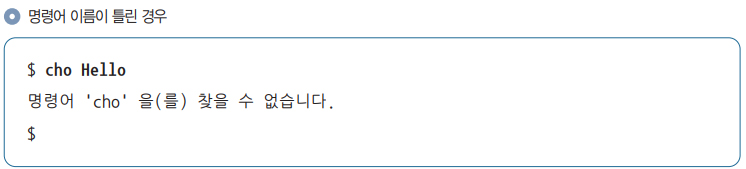 명령어 이름이 틀린 경우
$ cho Hello
명령어 'cho' 을(를) 찾을 수 없습니다.
$